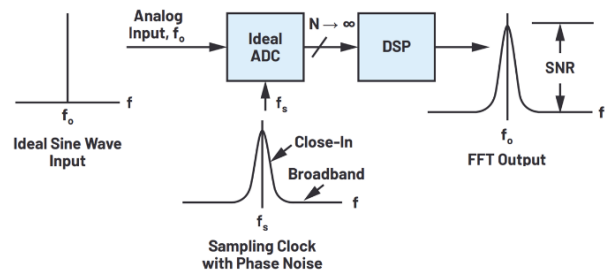 Analog
Input, fo
Ideal
ADC
N → ∞
DSP
fs
SNR
f
fo
Ideal Sine Wave
Input
Close-In
Broadband
f
fs
Sampling Clock
with Phase Noise
f
fo
FFT Output